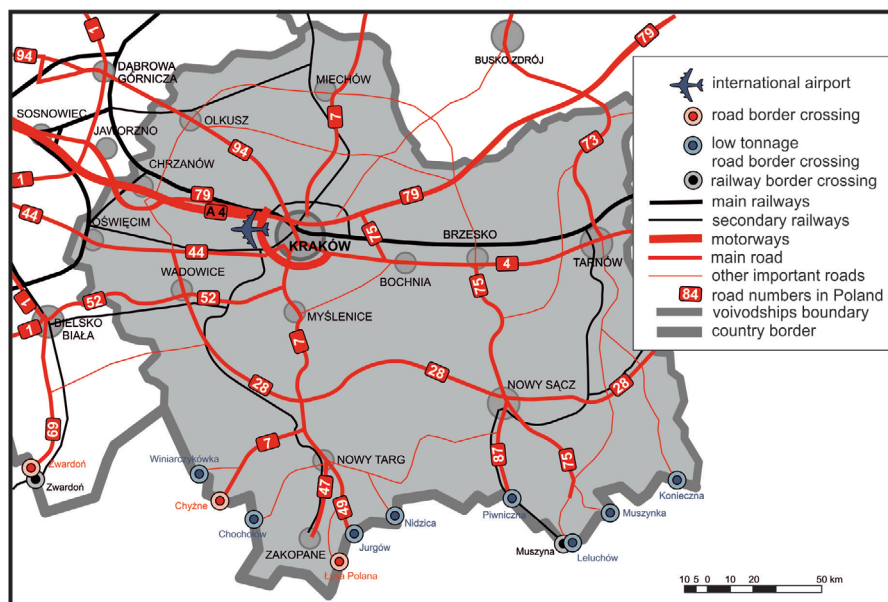 1
94
DĄBROWA
GÓRNICZA
SOSNOWIEC
JAWORZNO
OLKUSZ
MIECHÓW
7
BUSKO ZDRÓJ
79
73
94
CHRZANÓW
79
A 4
1
44
OŚWIĘCIM
44
KRAKÓW
75
79
BRZESKO
4
BOCHNIA
TARNÓW
WADOWICE
52
52
1
1
BIELSKO
BIAŁA
MYŚLENICE
7
75
28
28
28
NOWY SĄCZ
69
7
NOWY TARG
87
75
47
49
Zwardoń
Zwardoń
Winiarczykówka
Chyżne
Chochołów
ZAKOPANE
Łysa Polana
Jurgów
Nidzica
Piwniczna
Muszyna
Leluchów
Muszynka
Konieczna
international airport
road border crossing
low tonnage
road border crossing
railway border crossing
main railways
secondary railways
motorways
main road
other important roads
84 road numbers in Poland
voivodships boundary
country border
10 5 0 10 20 50 km